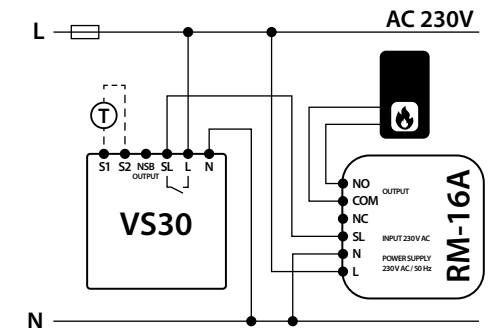 AC 230V
L
T
S1 S2 NSB SL L N
OUTPUT
VS30
NO OUTPUT
COM
NC
SL INPUT 230V AC
N POWER SUPPLY
L 230V AC / 50 Hz
RM-16A
N